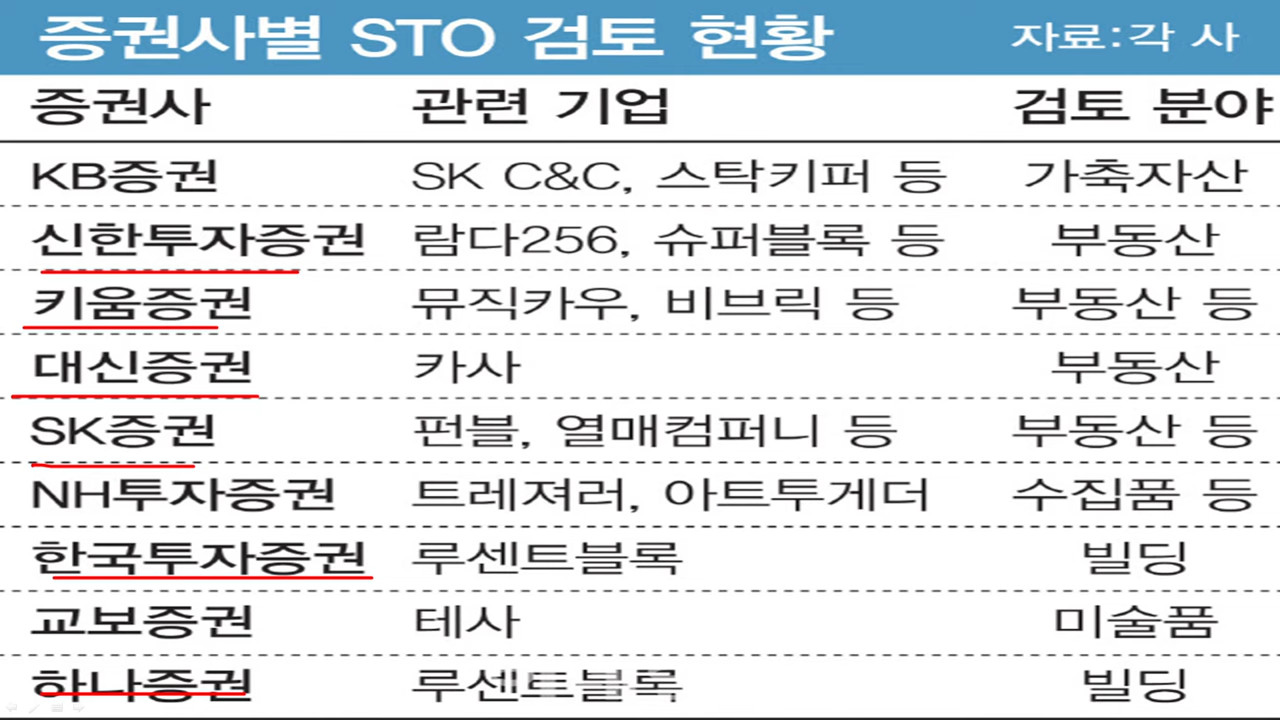 증권사별 STO 검토 현황 자료:각 사
증권사 관련 기업 검토 분야
KB증권 SK C&C, 스탁키퍼 등 가축자산
신한투자증권 람다256, 슈퍼블록 등 부동산
키움증권 뮤직카우, 비브릭 등 부동산 등
대신증권 카사 부동산
SK증권 펀블, 열매컴퍼니 등 부동산 등
NH투자증권 트레져러, 아트투게더 수집품 등
한국투자증권 루센트블록 빌딩
교보증권 테사 미술품
하나증권 루센트블록 빌딩